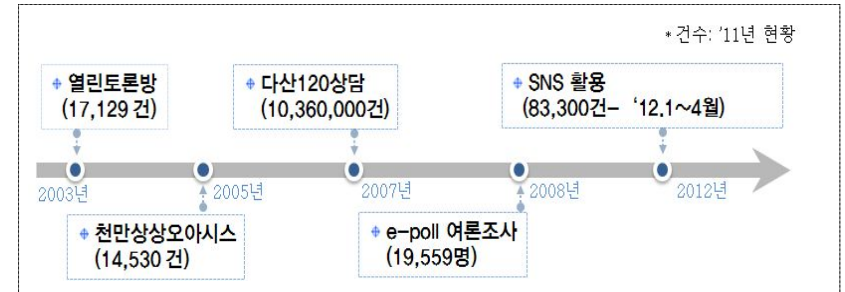 *건수: '11년 현황
열린토론방
(17,129 건)
다산120상담
(10,360,000건)
SNS 활용
(83,300건- ‘12.1~4월)
2003년
2005년
2007년
2008년
2012년
천만상상오아시스
(14,530 건)
e-poll 여론조사
(19,559명)